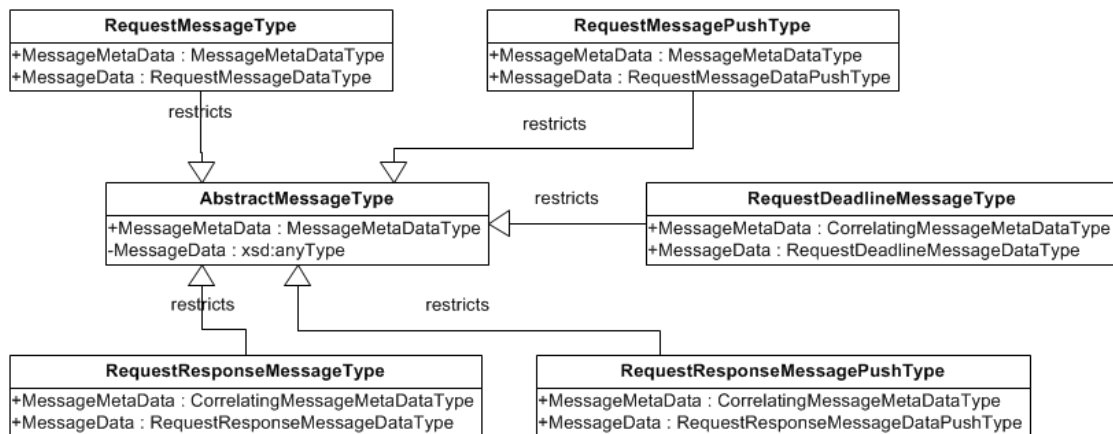 RequestMessageType
+MessageMetaData : MessageMetaDataType
+MessageData : RequestMessageDataType
RequestMessagePushType
+MessageMetaData : MessageMetaDataType
+MessageData : RequestMessageDataPushType
restricts
restricts
AbstractMessageType
+MessageMetaData : MessageMetaDataType
-MessageData : xsd:anyType
restricts
RequestDeadlineMessageType
+MessageMetaData : CorrelatingMessageMetaDataType
+MessageData : RequestDeadlineMessageDataType
restricts
restricts
RequestResponseMessageType
+MessageMetaData : CorrelatingMessageMetaDataType
+MessageData : RequestResponseMessageDataType
RequestResponseMessagePushType
+MessageMetaData : CorrelatingMessageMetaDataType
+MessageData : RequestResponseMessageDataPushType